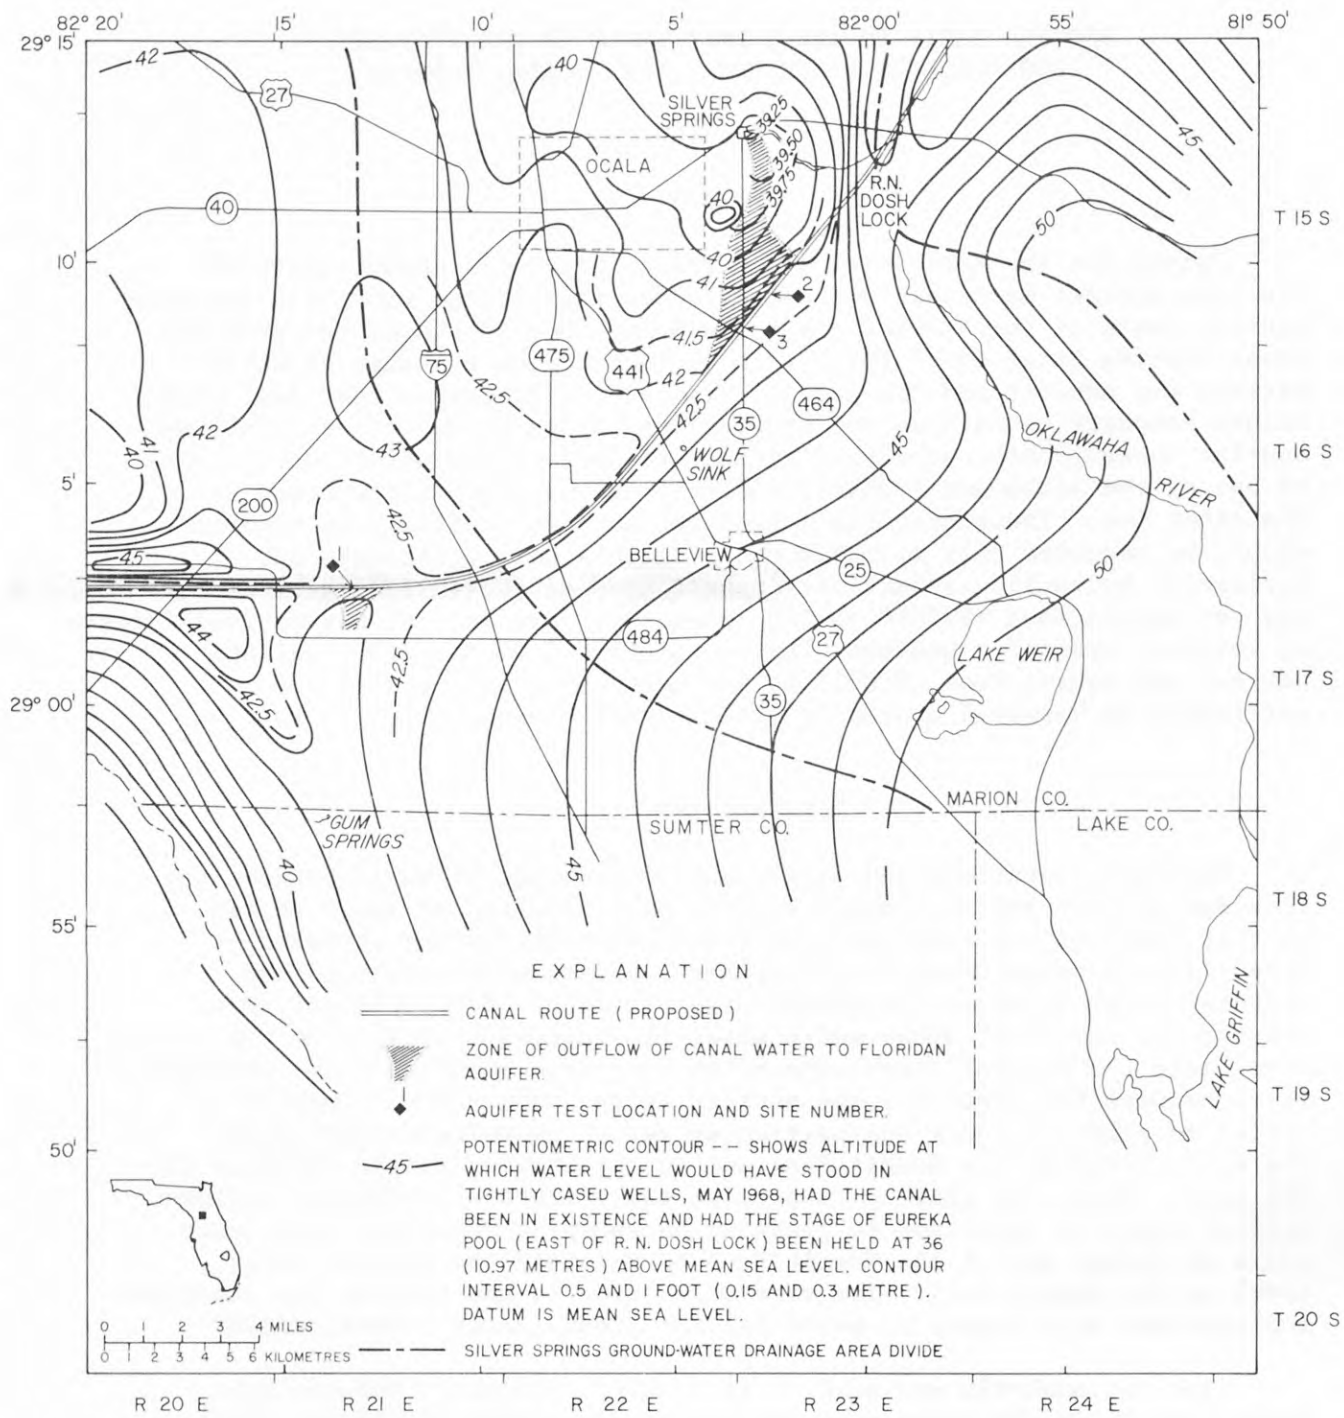 82° 20' 15' 10' 5' 82° 00' 55' 81° 50'
29° 15'
42
27
40
SILVER
SPRINGS
39.25
39.50
39.75
45
OCALA
R.N.
DOSH
LOCK
40
40
50
T 15 S
10'
40
41
2
3
41.5
475
441
42
75
42.5
42.5
464
43
42
41
40
35
45
WOLF
SINK
OKLAWAHA
RIVER
T 16 S
5'
200
42.5
BELLEVIEW
45
25
50
44
484
27
42.5
LAKE WEIR
42.5
T 17 S
29° 00'
35
MARION CO.
GUM
SPRINGS
SUMTER CO.
LAKE CO.
40
45
T 18 S
55'
EXPLANATION
CANAL ROUTE ( PROPOSED )
ZONE OF OUTFLOW OF CANAL WATER TO FLORIDAN
AQUIFER.
LAKE GRIFFIN
1
AQUIFER TEST LOCATION AND SITE NUMBER.
T 19 S
50'
45
POTENTIOMETRIC CONTOUR -- SHOWS ALTITUDE AT
WHICH WATER LEVEL WOULD HAVE STOOD IN
TIGHTLY CASED WELLS, MAY 1968, HAD THE CANAL
BEEN IN EXISTENCE AND HAD THE STAGE OF EUREKA
POOL ( EAST OF R. N. DOSH LOCK ) BEEN HELD AT 36
( 10.97 METRES ) ABOVE MEAN SEA LEVEL. CONTOUR
INTERVAL 0.5 AND 1 FOOT ( 0.15 AND 0.3 METRE ).
DATUM IS MEAN SEA LEVEL.
T 20 S
0 1 2 3 4 MILES
0 1 2 3 4 5 6 KILOMETRES
SILVER SPRINGS GROUND-WATER DRAINAGE AREA DIVIDE
R 20 E R 21 E R 22 E R 23 E R 24 E